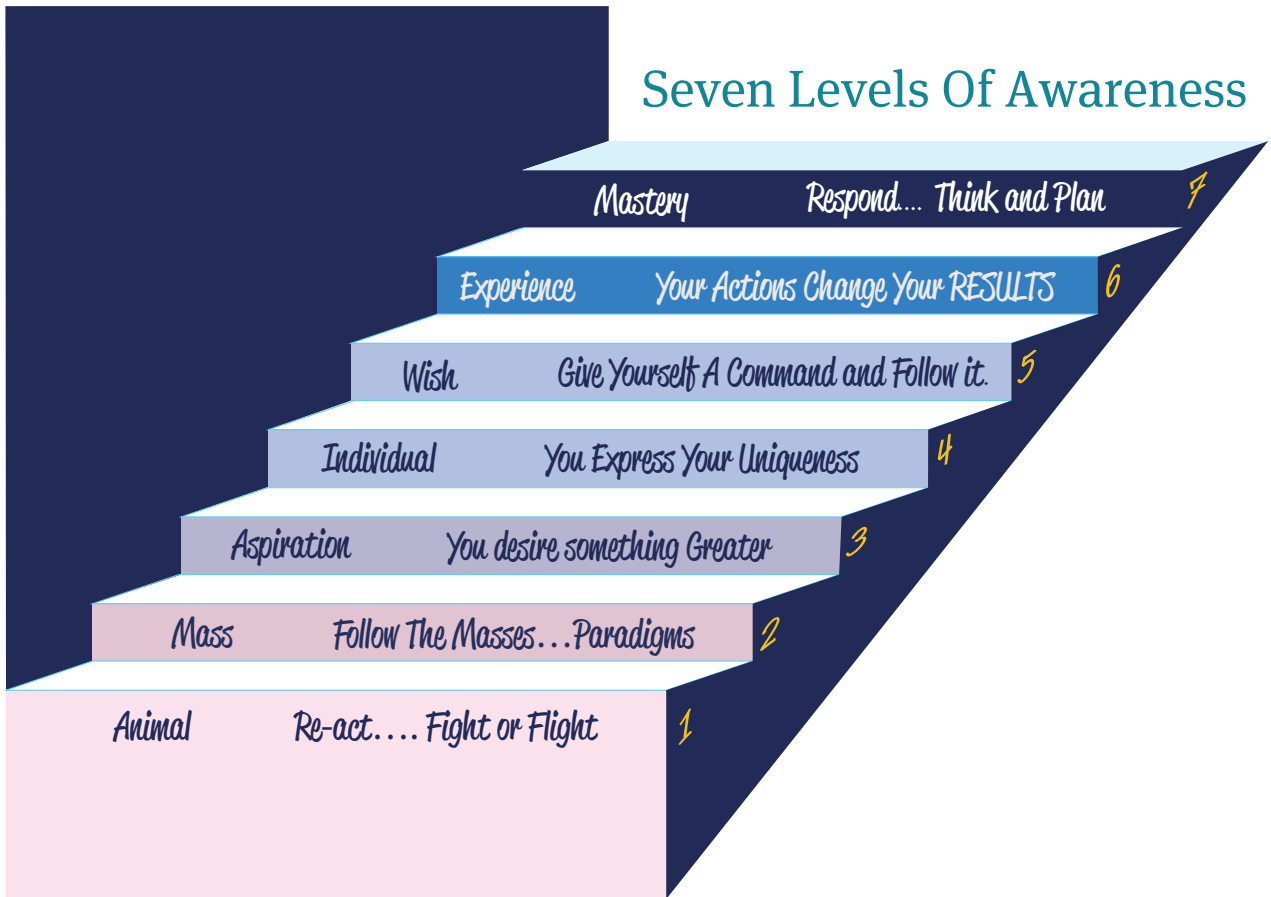 Seven Levels Of Awareness
Mastery Respond.... Think and Plan 7
Experience Your Actions Change Your RESULTS 6
Wish Give Yourself A Command and Follow it. 5
Individual You Express Your Uniqueness 4
Aspiration You desire something Greater 3
Mass Follow The Masses...Paradigms 2
Animal Re-act.... Fight or Flight 1